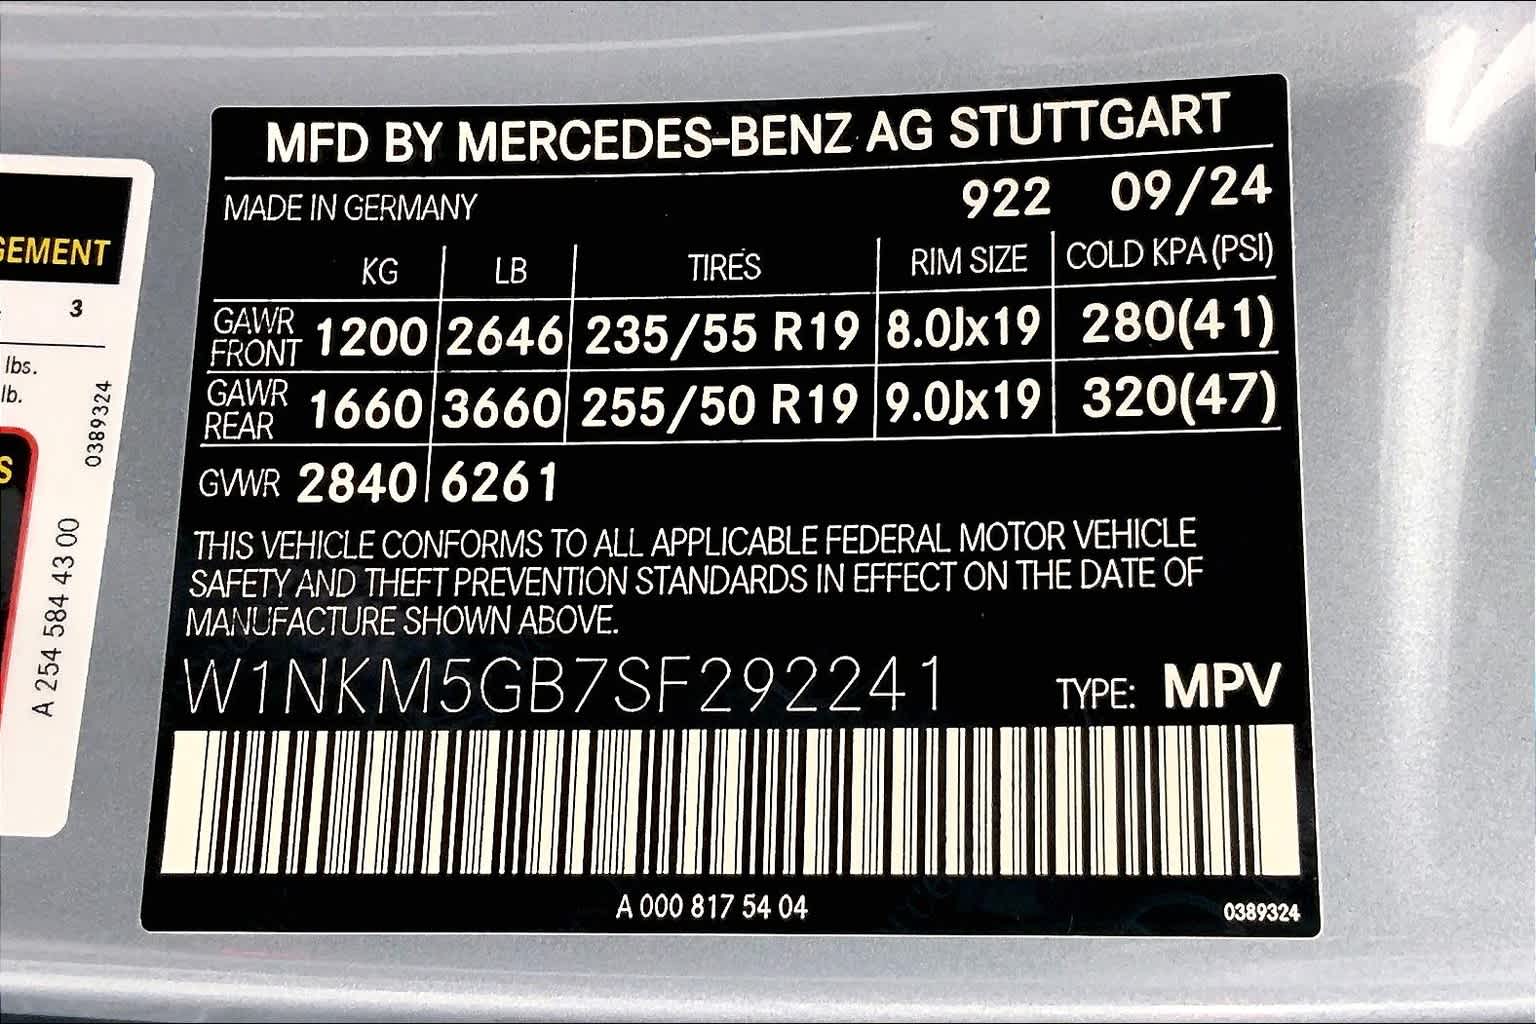 MFD BY MERCEDES-BENZ AG STUTTGART
MADE IN GERMANY 922 09/24
KG LB TIRES RIM SIZE COLD KPA (PSI)
GAWR FRONT 1200 2646 235/55 R19 8.0Jx19 280(41)
GAWR REAR 1660 3660 255/50 R19 9.0Jx19 320(47)
GVWR 2840 6261
THIS VEHICLE CONFORMS TO ALL APPLICABLE FEDERAL MOTOR VEHICLE
SAFETY AND THEFT PREVENTION STANDARDS IN EFFECT ON THE DATE OF
MANUFACTURE SHOWN ABOVE.
W1NKM5GB7SF292241 TYPE: MPV
A 000 817 54 04 0389324
3
lbs.
lb.
0389324
A 254 584 43 00